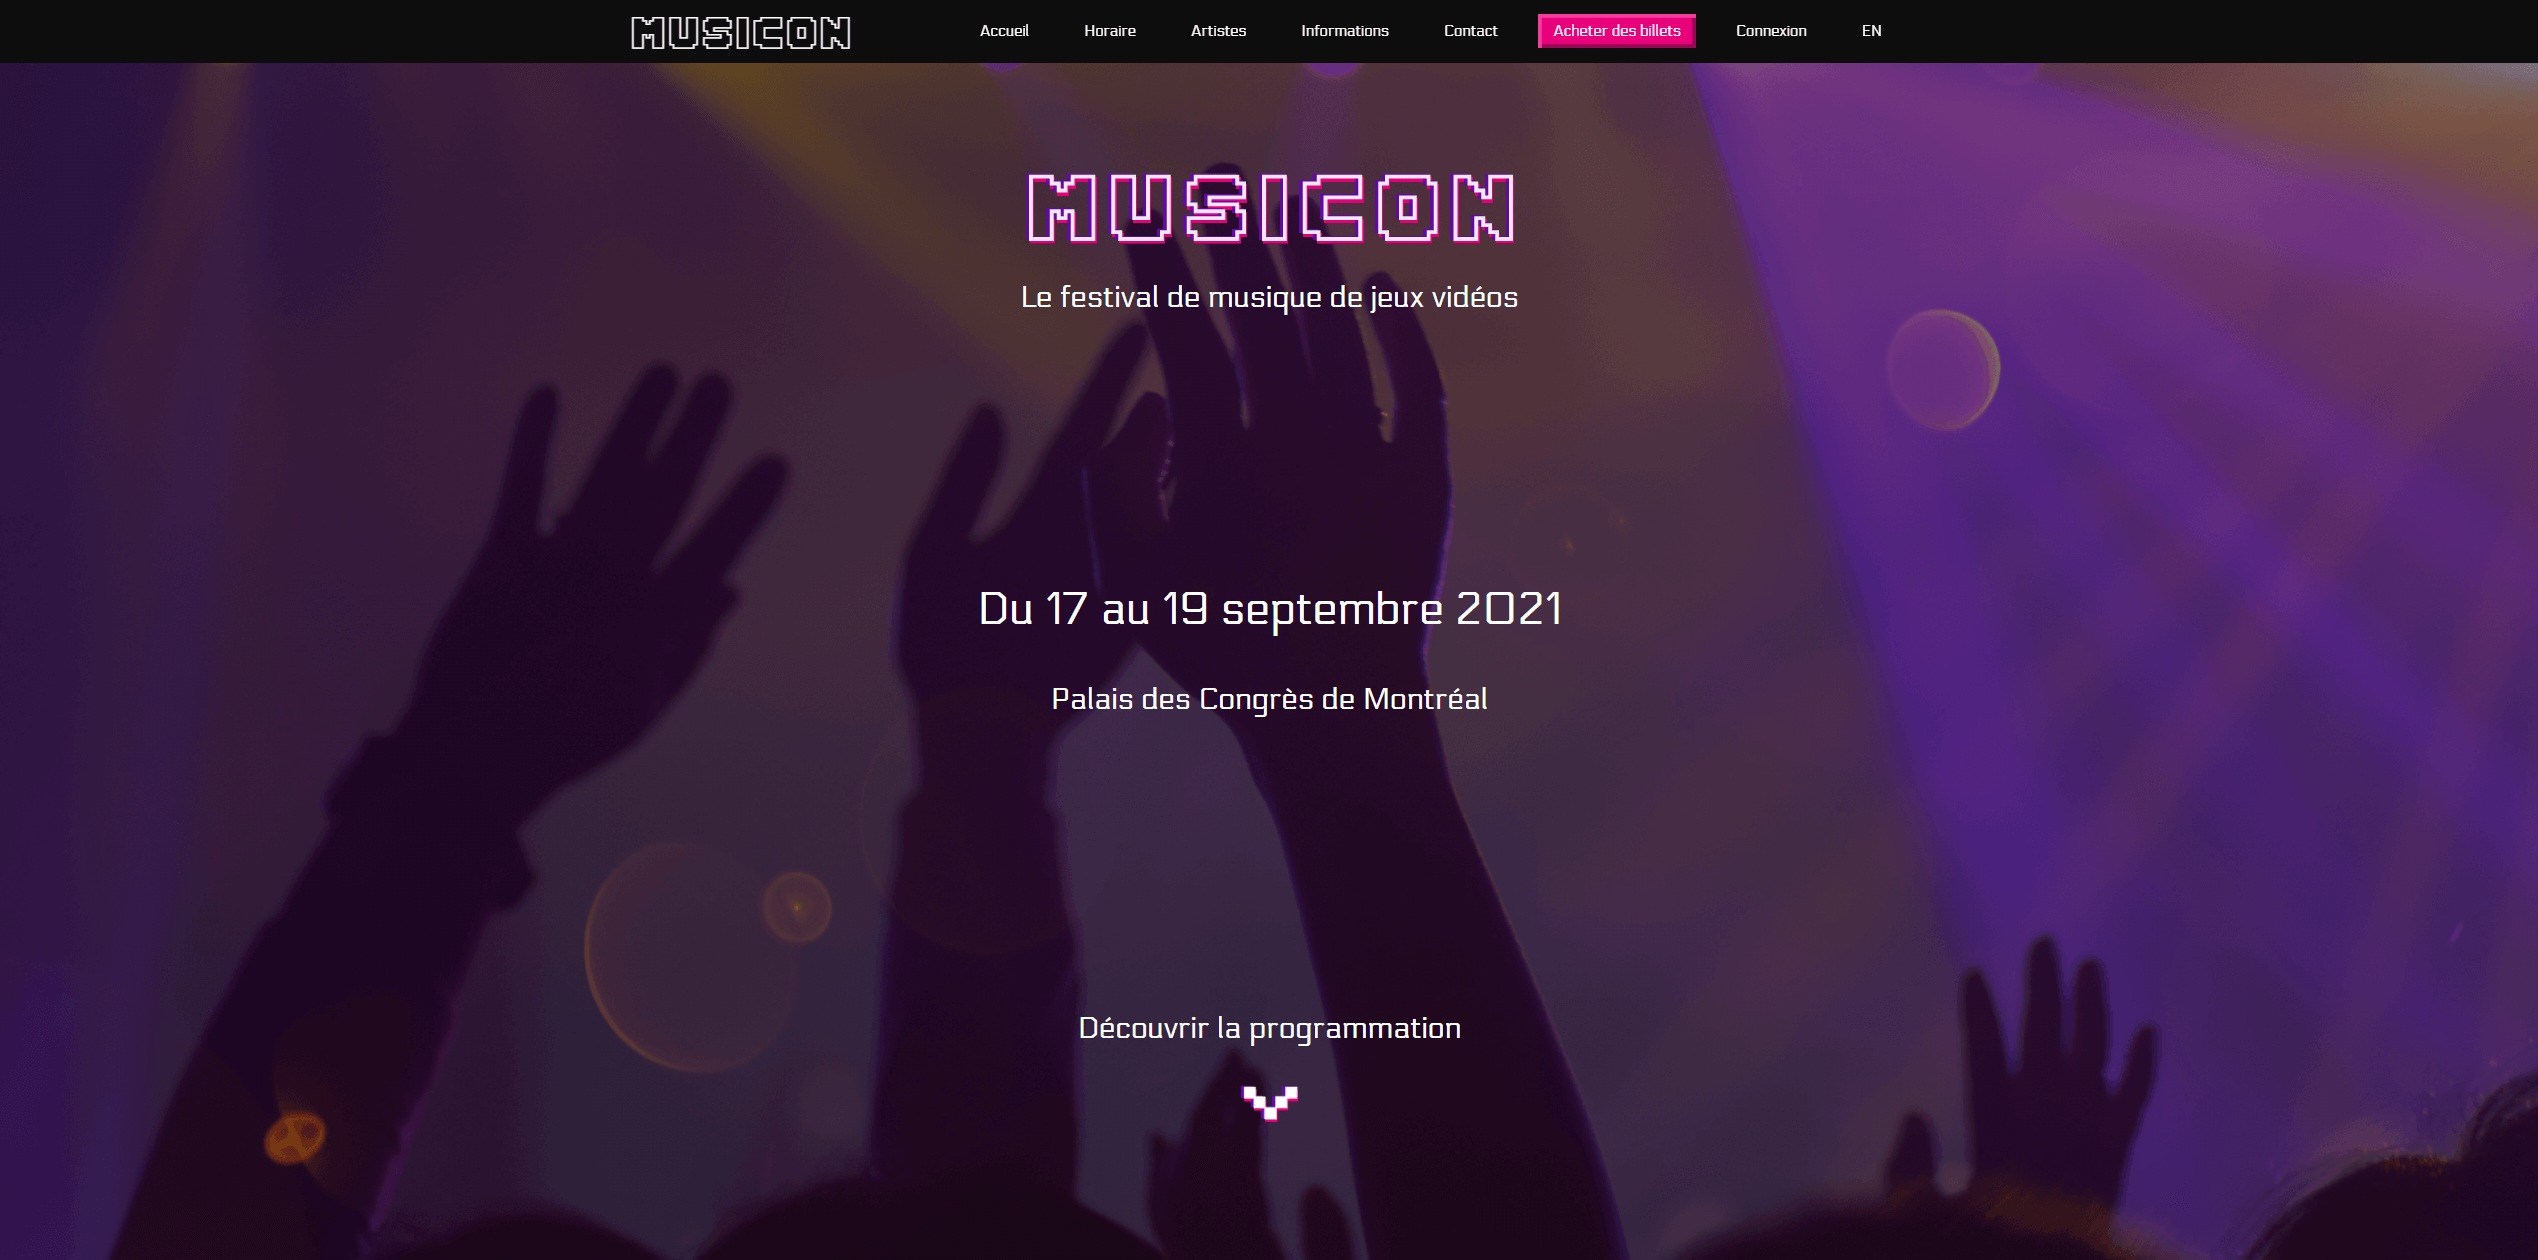 MUSICON
Accueil
Horaire
Artistes
Informations
Contact
Acheter des billets
Connexion
EN
MUSICON
Le festival de musique de jeux vidéos
Du 17 au 19 septembre 2021
Palais des Congrès de Montréal
Découvrir la programmation